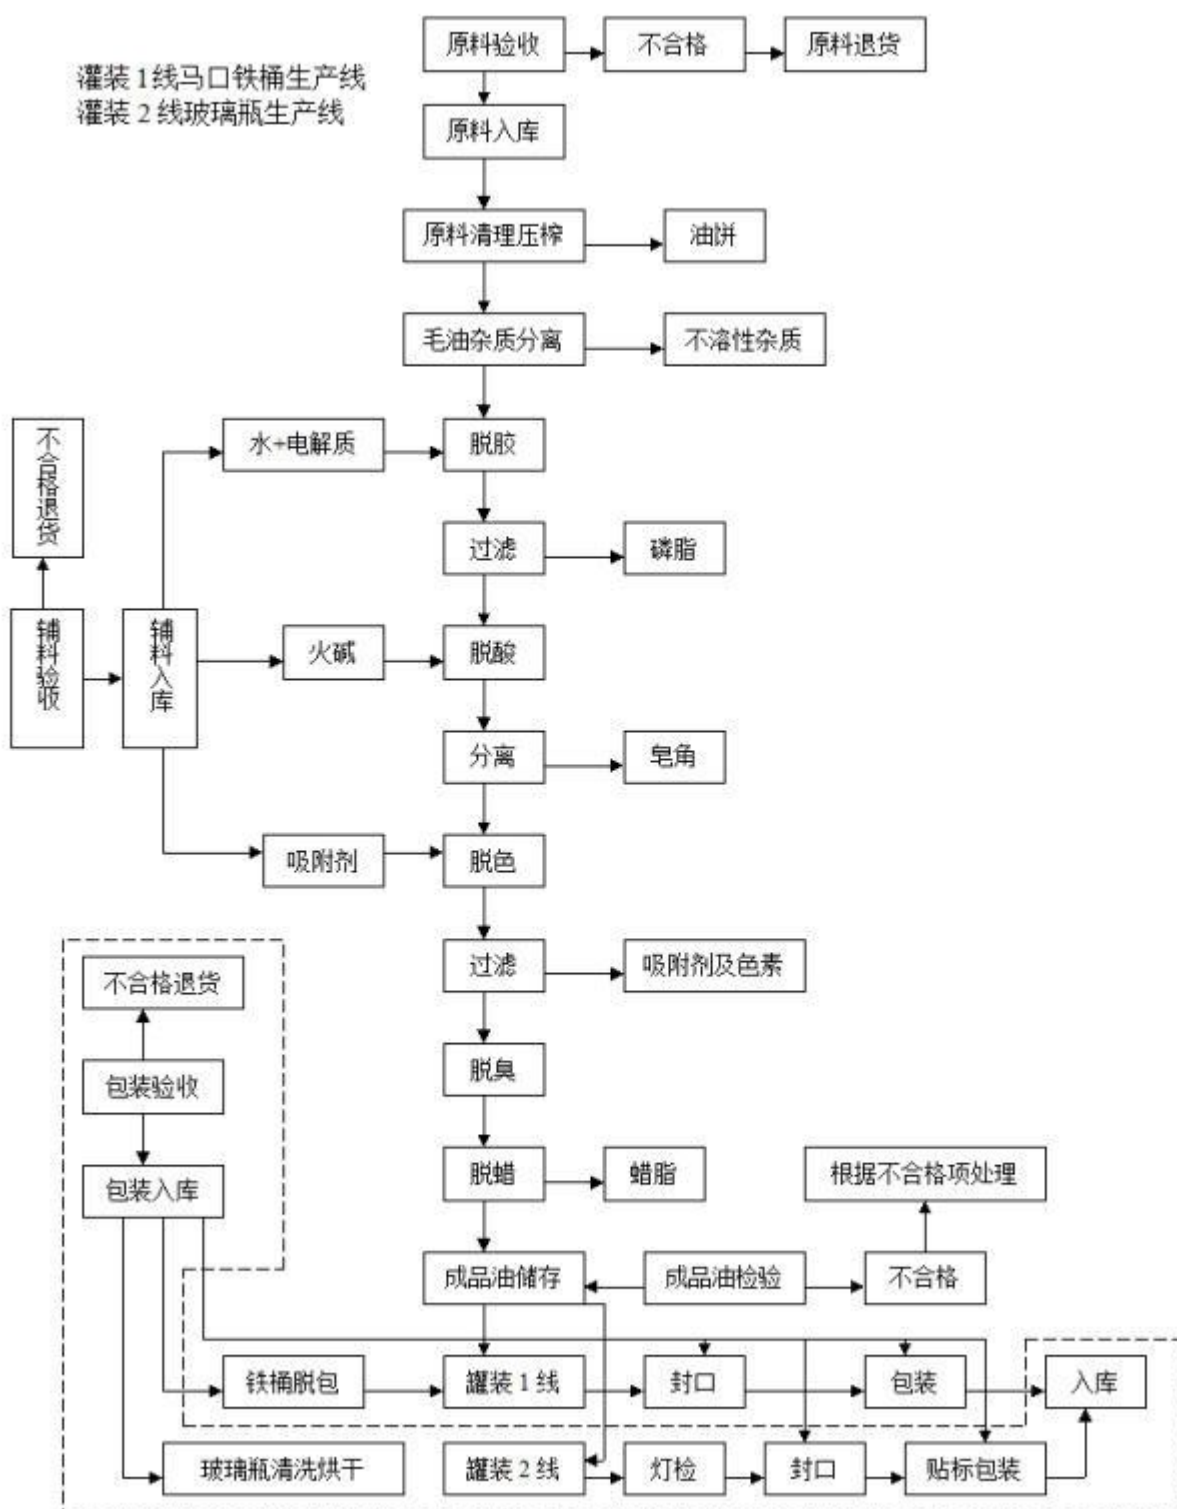 原料验收
不合格
原料退货
灌装 1线马口铁桶生产线
灌装 2 线玻璃瓶生产线
原料入库
原料清理压榨
油饼
毛油杂质分离
不溶性杂质
不合格退货
水+电解质
脱胶
过滤
磷脂
辅料验收
辅料入库
火碱
脱酸
分离
皂角
吸附剂
脱色
过滤
吸附剂及色素
不合格退货
脱臭
包装验收
脱蜡
蜡脂
根据不合格项处理
包装入库
成品油储存
成品油检验
不合格
铁桶脱包
罐装 1 线
封口
包装
入库
玻璃瓶清洗烘干
罐装 2 线
灯检
封口
贴标包装